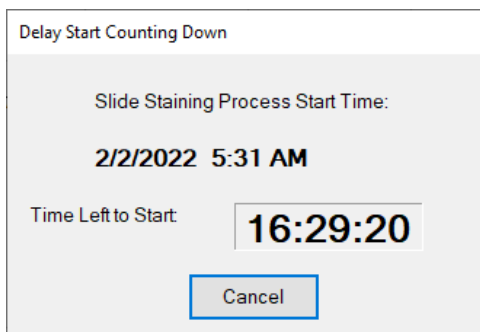 Delay Start Counting Down
Slide Staining Process Start Time:
2/2/2022 5:31 AM
Time Left to Start:
16:29:20
Cancel